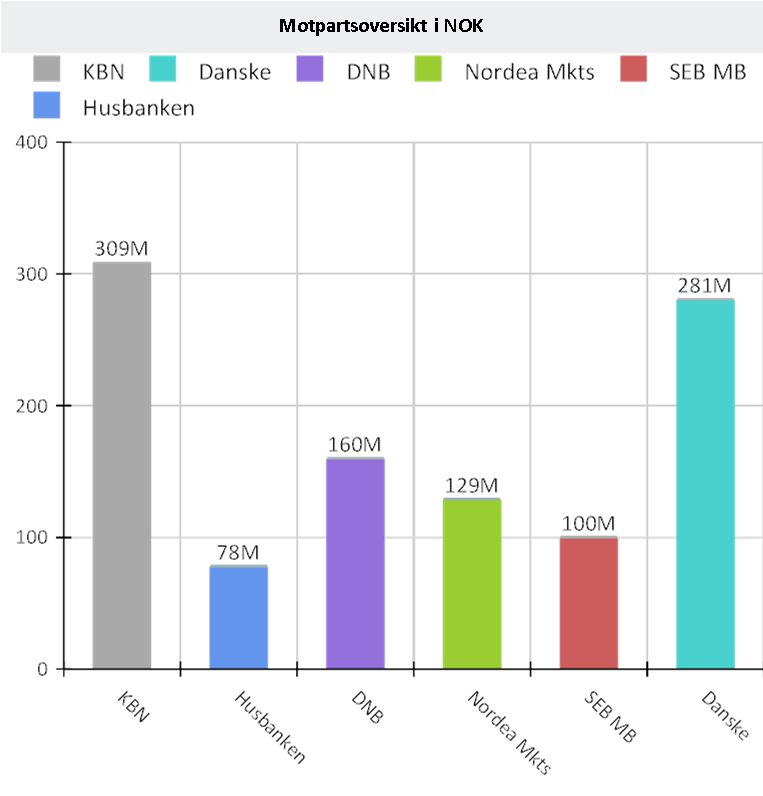 Motpartsoversikt i NOK
KBN Danske DNB Nordea Mkts SEB MB
Husbanken
400
309M
300
281M
200
160M
129M
100M
100
78M
0
KBN Husbanken DNB Nordea Mkts SEB MB Danske